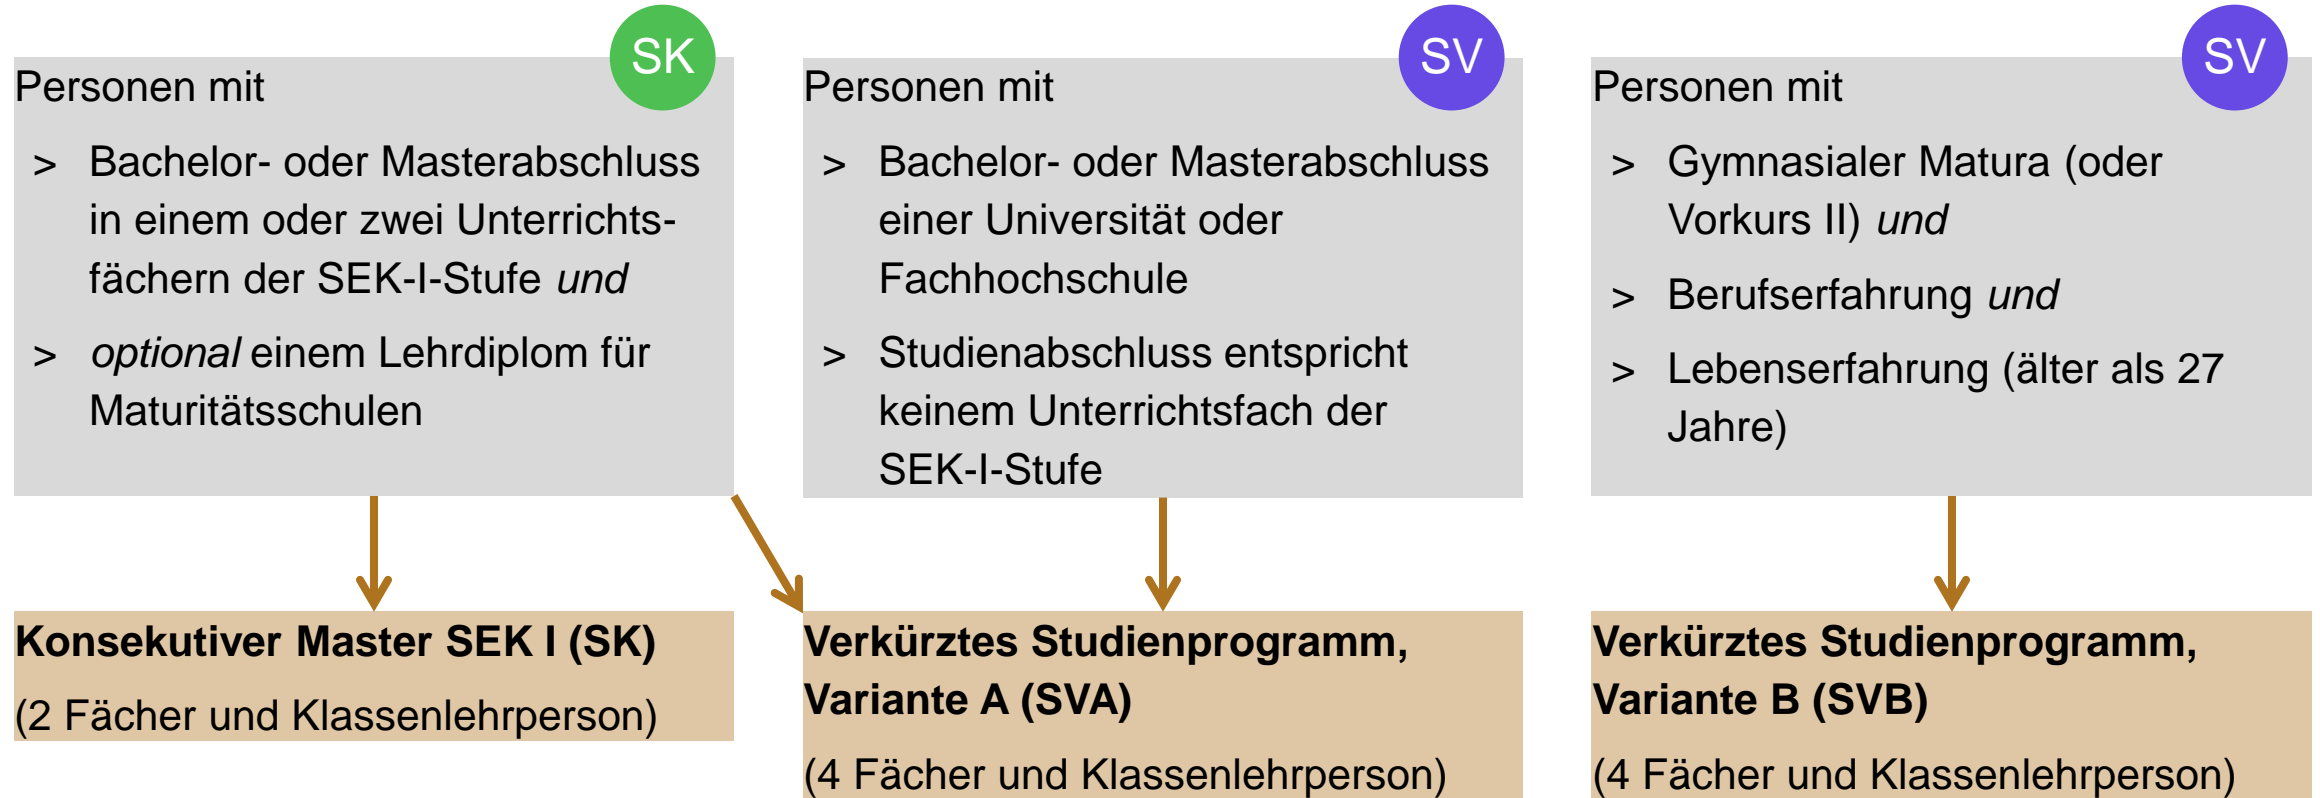 SK
Personen mit
> Bachelor- oder Masterabschluss
in einem oder zwei Unterrichts-
fächern der SEK-I-Stufe und
> optional einem Lehrdiplom für
Maturitätsschulen
Konsekutiver Master SEK I (SK)
(2 Fächer und Klassenlehrperson)
SV
Personen mit
> Bachelor- oder Masterabschluss
einer Universität oder
Fachhochschule
> Studienabschluss entspricht
keinem Unterrichtsfach der
SEK-I-Stufe
Verkürztes Studienprogramm,
Variante A (SVA)
(4 Fächer und Klassenlehrperson)
SV
Personen mit
> Gymnasialer Matura (oder
Vorkurs II) und
> Berufserfahrung und
> Lebenserfahrung (älter als 27
Jahre)
Verkürztes Studienprogramm,
Variante B (SVB)
(4 Fächer und Klassenlehrperson)